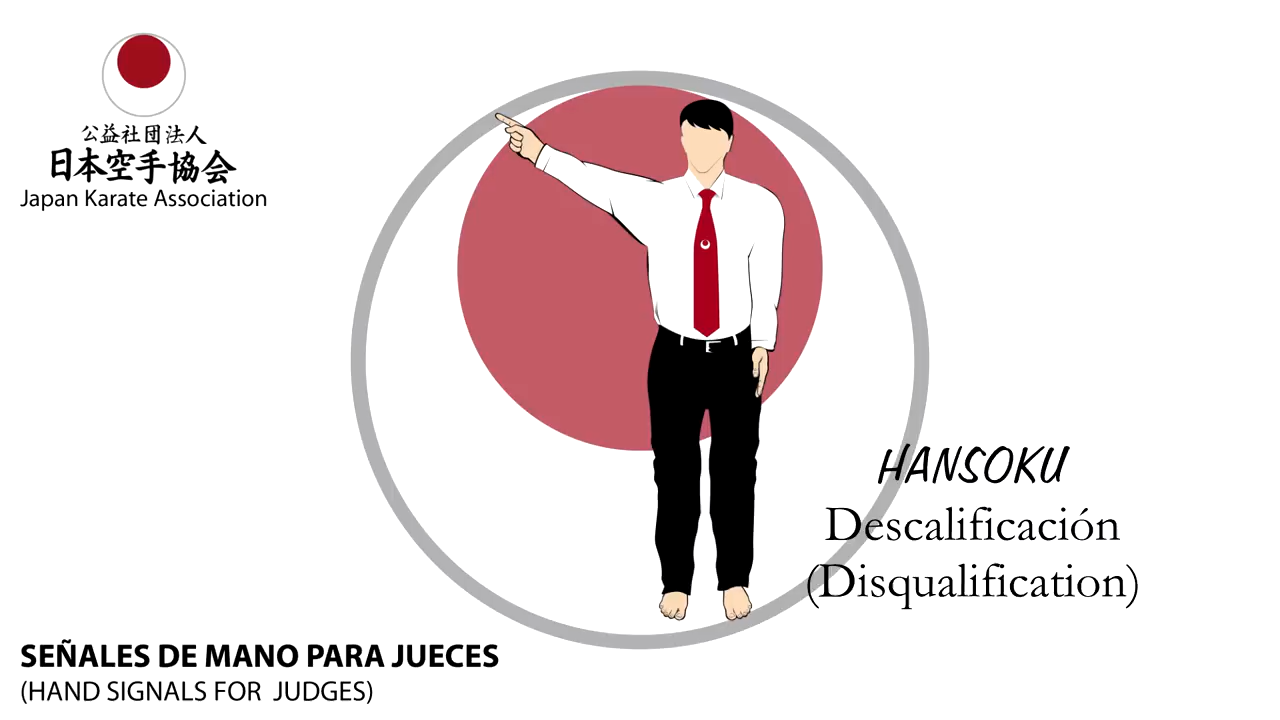 公益社団法人
日本空手協会
Japan Karate Association
HANSOKU
Descalificación
(Disqualification)
SEÑALES DE MANO PARA JUECES
(HAND SIGNALS FOR JUDGES)